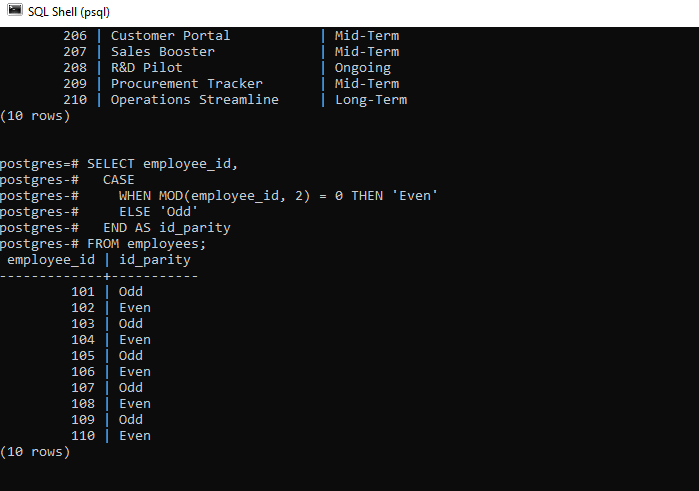 SQL Shell (psql)
206 | Customer Portal | Mid-Term
207 | Sales Booster | Mid-Term
208 | R&D Pilot | Ongoing
209 | Procurement Tracker | Mid-Term
210 | Operations Streamline | Long-Term
(10 rows)
postgres=# SELECT employee_id,
postgres-#   CASE
postgres-#     WHEN MOD(employee_id, 2) = 0 THEN 'Even'
postgres-#     ELSE 'Odd'
postgres-#   END AS id_parity
postgres-# FROM employees;
employee_id | id_parity
-------------+-----------
101 | Odd
102 | Even
103 | Odd
104 | Even
105 | Odd
106 | Even
107 | Odd
108 | Even
109 | Odd
110 | Even
(10 rows)